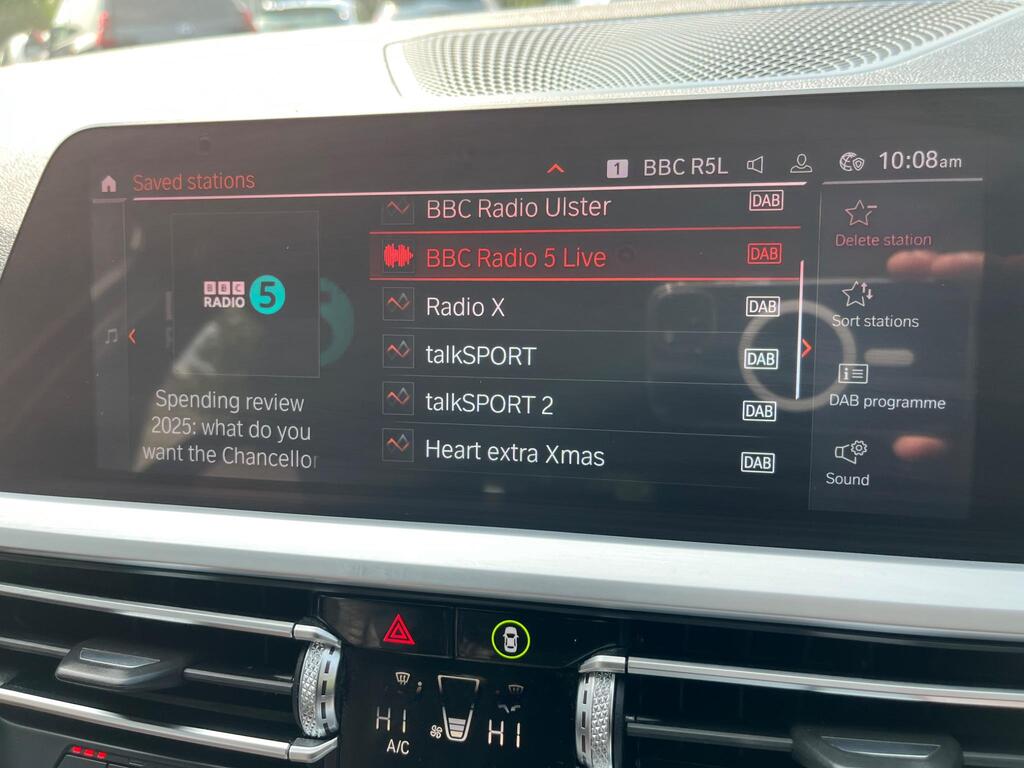 Saved stations
1 BBC R5L 10:08am
BBC Radio Ulster DAB
BBC Radio 5 Live DAB
Radio X DAB
talkSPORT DAB
talkSPORT 2 DAB
Heart extra Xmas DAB
BBC
RADIO 5
Spending review
2025: what do you
want the Chancellor
Delete station
Sort stations
DAB programme
Sound
HI HI
A/C